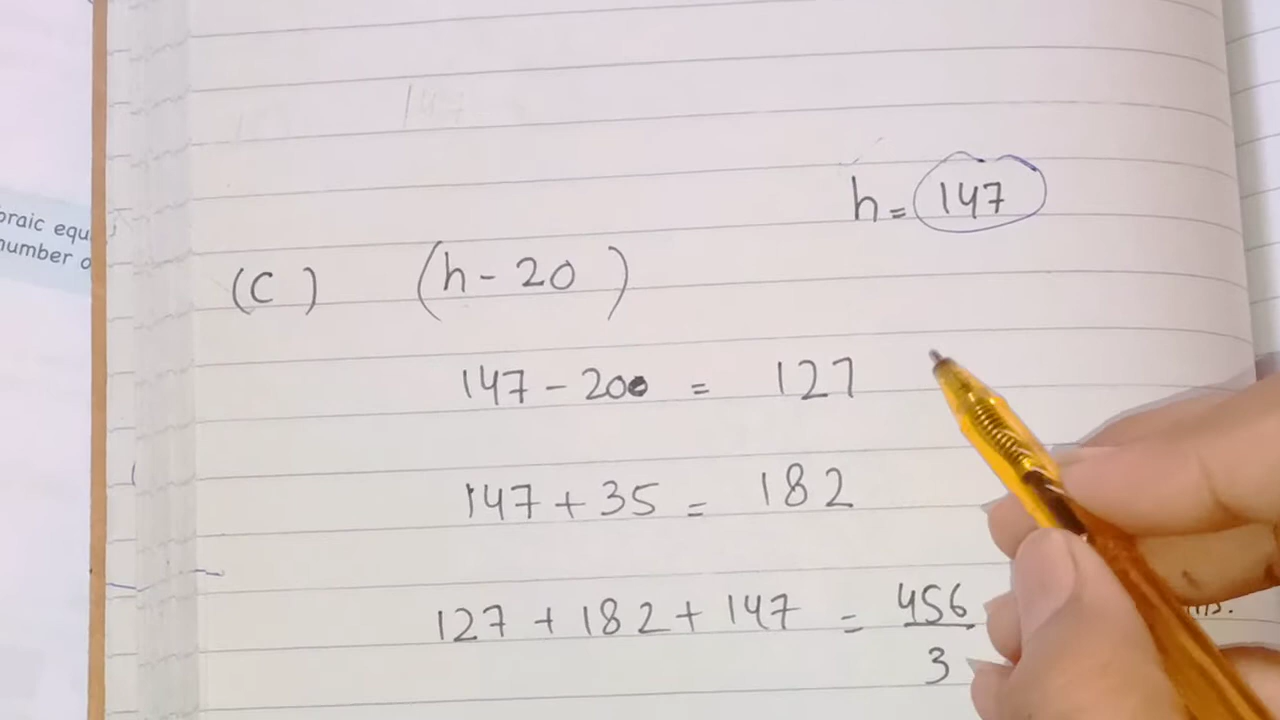 h = 147
(C) (h - 20)
147 - 20 = 127
147 + 35 = 182
127 + 182 + 147 = 456
3